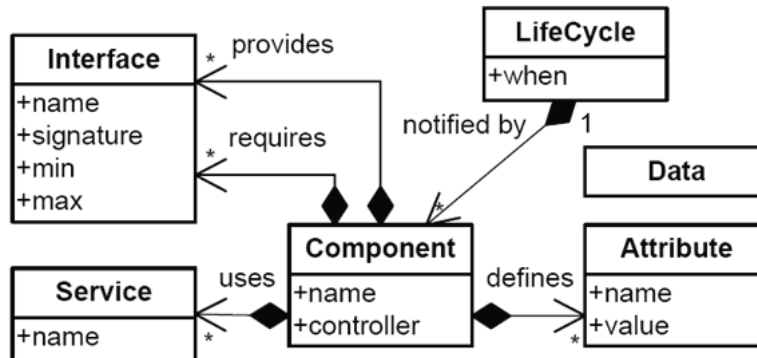 Interface
+name
+signature
+min
+max
* provides
* requires
LifeCycle
+when
notified by
1
*
Data
Component
+name
+controller
Service
+name
uses
*
defines
*
Attribute
+name
+value